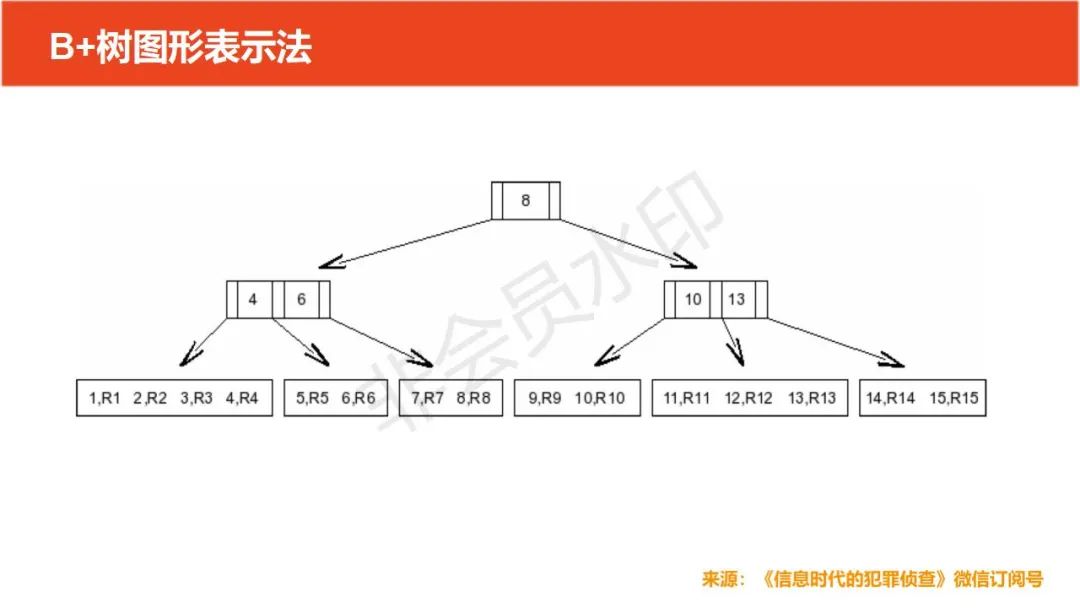 B+树图形表示法
8
4 6
10 13
1,R1 2,R2 3,R3 4,R4
5,R5 6,R6
7,R7 8,R8
9,R9 10,R10
11,R11 12,R12 13,R13
14,R14 15,R15
非会员水印
来源：《信息时代的犯罪侦查》微信订阅号